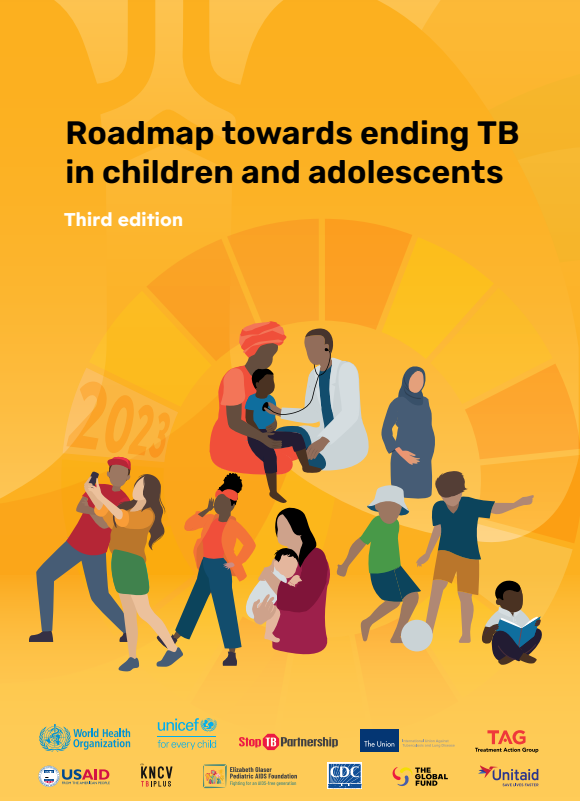 Roadmap towards ending TB
in children and adolescents
Third edition
2023
World Health
Organization
unicef
for every child
Stop TB Partnership
The Union
TAG
Treatment Action Group
USAID
FROM THE AMERICAN PEOPLE
KNCV
TB PLUS
Elizabeth Glaser
Pediatric AIDS Foundation
Fighting for an AIDS-free generation
CDC
THE
GLOBAL
FUND
Unitaid
SAVE LIVES FASTER